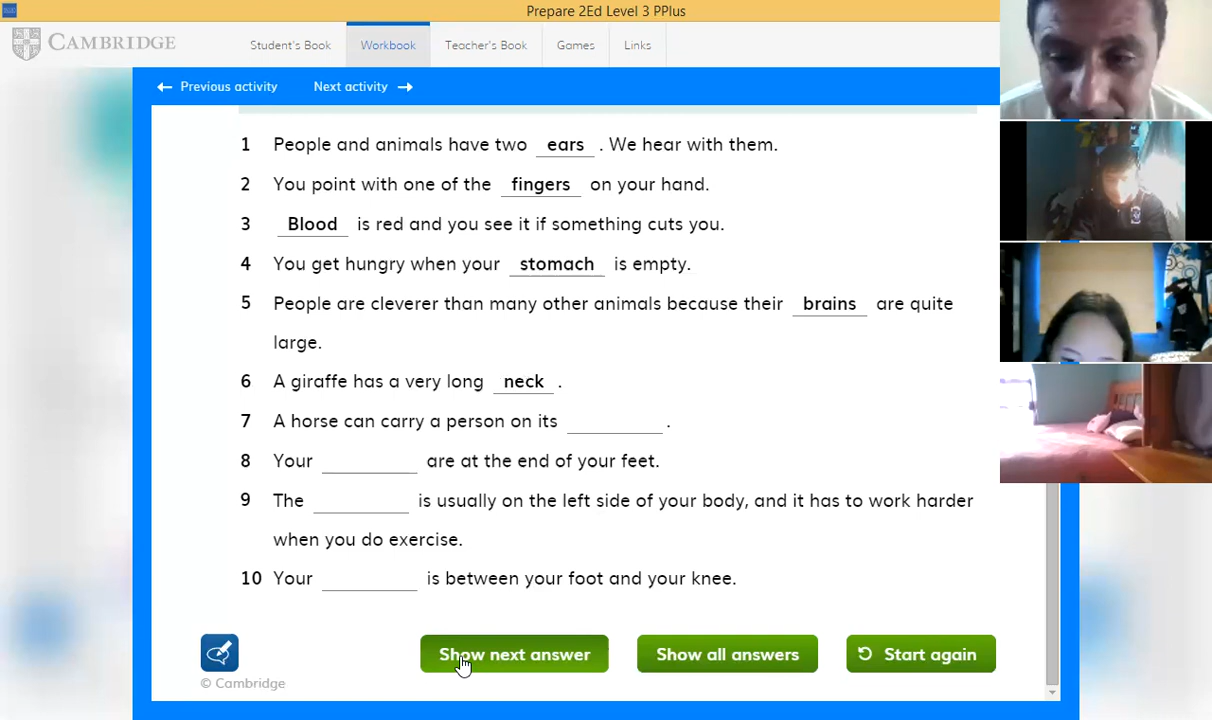 Prepare 2Ed Level 3 PPlus
CAMBRIDGE
Student's Book
Workbook
Teacher's Book
Games
Links
Previous activity
Next activity
1 People and animals have two ears . We hear with them.
2 You point with one of the fingers on your hand.
3 Blood is red and you see it if something cuts you.
4 You get hungry when your stomach is empty.
5 People are cleverer than many other animals because their brains are quite
large.
6 A giraffe has a very long neck .
7 A horse can carry a person on its ________ .
8 Your ________ are at the end of your feet.
9 The ________ is usually on the left side of your body, and it has to work harder
when you do exercise.
10 Your ________ is between your foot and your knee.
Show next answer
Show all answers
Start again
© Cambridge